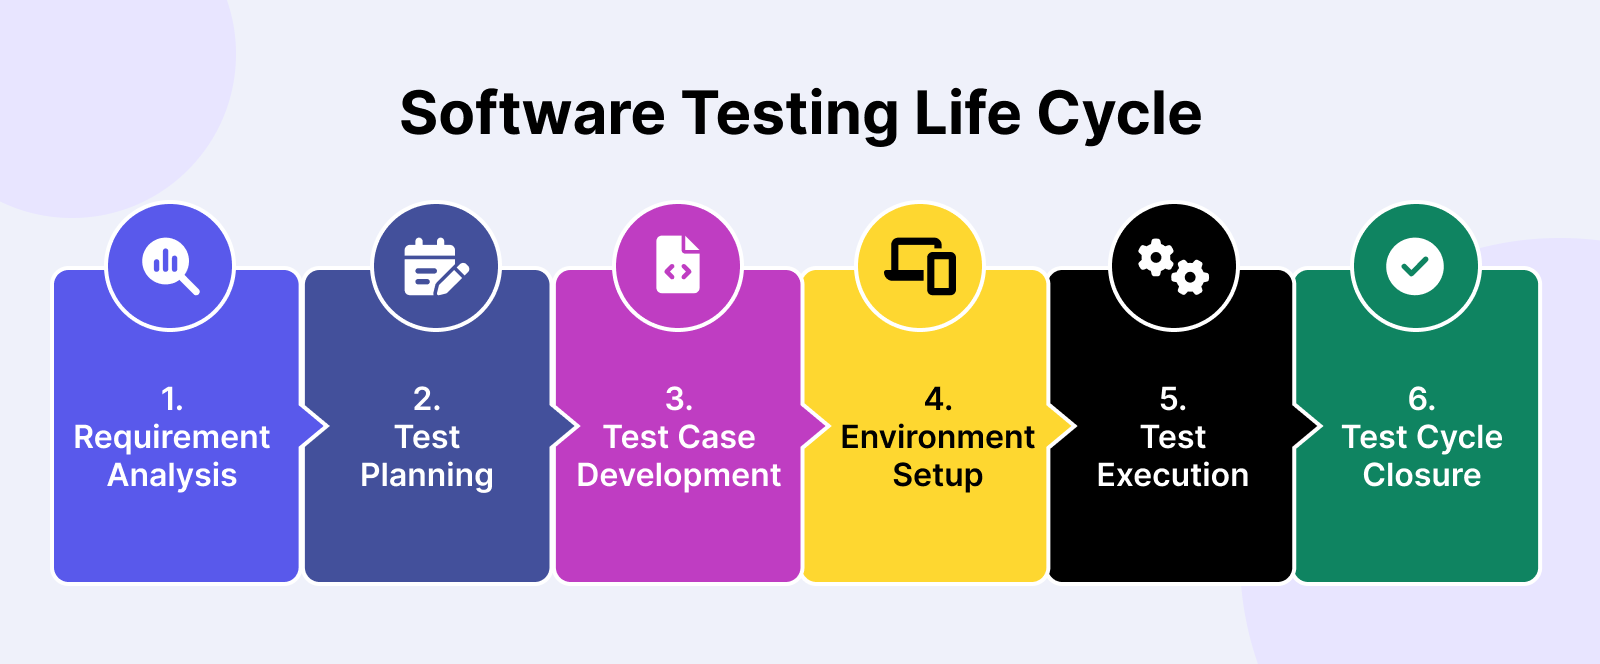 Software Testing Life Cycle
1.
Requirement
Analysis
2.
Test
Planning
3.
Test Case
Development
4.
Environment
Setup
5.
Test
Execution
6.
Test Cycle
Closure